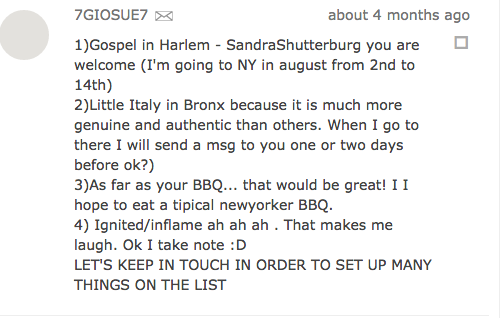 7GIOSUE7 about 4 months ago
1)Gospel in Harlem - SandraShutterburg you are
welcome (I'm going to NY in august from 2nd to
14th)
2)Little Italy in Bronx because it is much more
genuine and authentic than others. When I go to
there I will send a msg to you one or two days
before ok?)
3)As far as your BBQ... that would be great! I I
hope to eat a tipical newyorker BBQ.
4) Ignited/inflame ah ah ah . That makes me
laugh. Ok I take note :D
LET'S KEEP IN TOUCH IN ORDER TO SET UP MANY
THINGS ON THE LIST